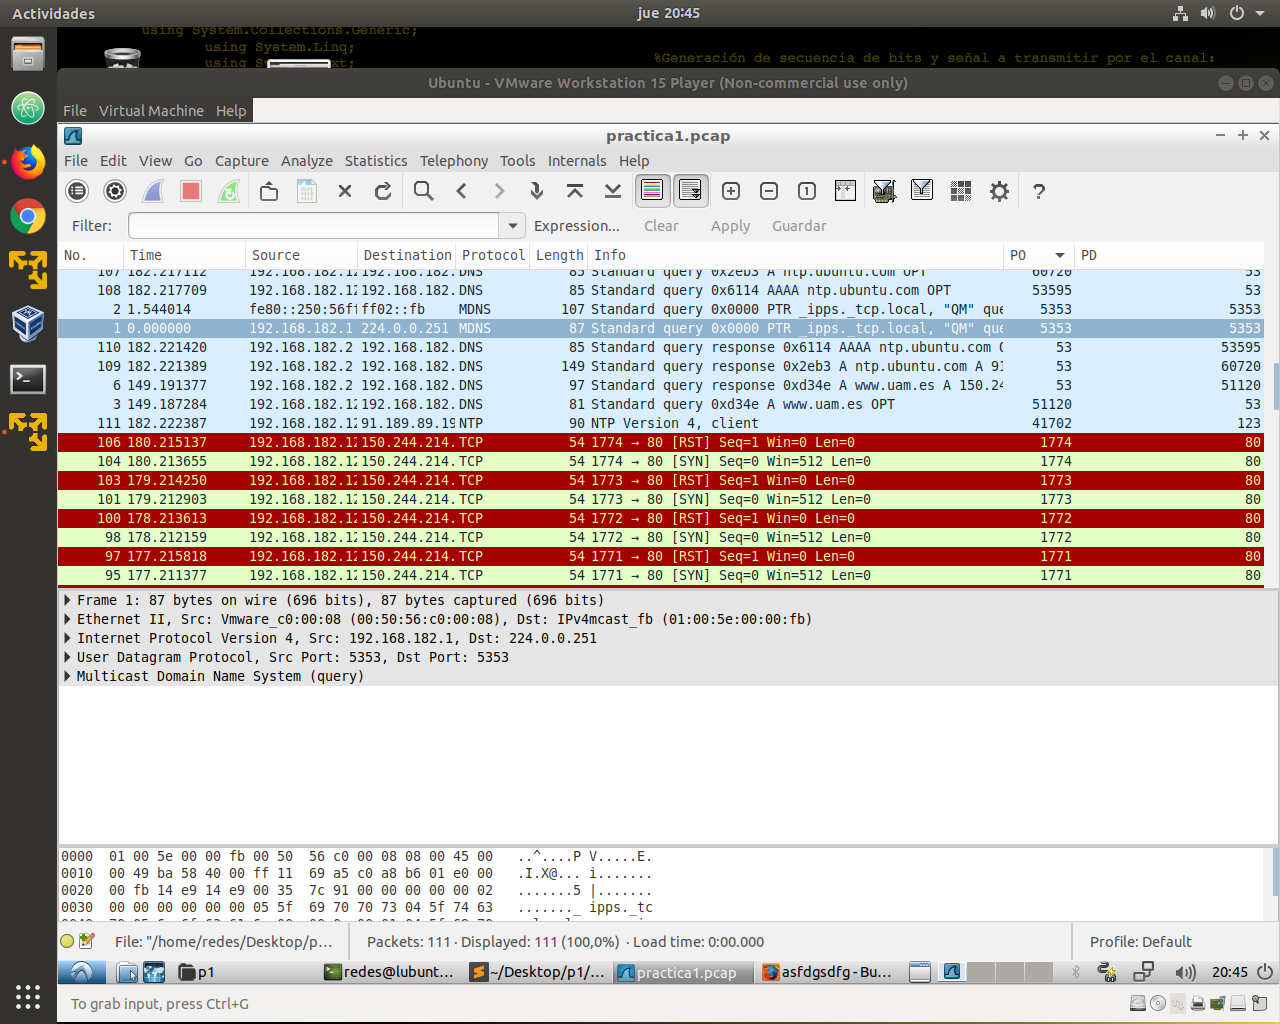 Actividades
jue 20:45
using System.Collections.Generic;
using System.Linq;
%Generación de secuencia de bits y señal a transmitir por el canal:
Ubuntu - VMware Workstation 15 Player (Non-commercial use only)
File Virtual Machine Help
practica1.pcap
File Edit View Go Capture Analyze Statistics Telephony Tools Internals Help
Filter: Expression... Clear Apply Guardar
No. Time Source Destination Protocol Length Info PO PD
107 182.217112 192.168.182.12 192.168.182. DNS 85 Standard query 0x2eb3 A ntp.ubuntu.com OPT 60720 53
108 182.217709 192.168.182.12 192.168.182. DNS 85 Standard query 0x6114 AAAA ntp.ubuntu.com OPT 53595 53
2 1.544014 fe80::250:56ff ff02::fb MDNS 107 Standard query 0x0000 PTR _ipps._tcp.local, "QM" que 5353 5353
1 0.000000 192.168.182.1 224.0.0.251 MDNS 87 Standard query 0x0000 PTR _ipps._tcp.local, "QM" que 5353 5353
110 182.221420 192.168.182.2 192.168.182. DNS 85 Standard query response 0x6114 AAAA ntp.ubuntu.com O 53 53595
109 182.221389 192.168.182.2 192.168.182. DNS 149 Standard query response 0x2eb3 A ntp.ubuntu.com A 91 53 60720
6 149.191377 192.168.182.2 192.168.182. DNS 97 Standard query response 0xd34e A www.uam.es A 150.24 53 51120
3 149.187284 192.168.182.12 192.168.182. DNS 81 Standard query 0xd34e A www.uam.es OPT 51120 53
111 182.222387 192.168.182.12 91.189.89.19 NTP 90 NTP Version 4, client 41702 123
106 180.215137 192.168.182.12 150.244.214. TCP 54 1774 → 80 [RST] Seq=1 Win=0 Len=0 1774 80
104 180.213655 192.168.182.12 150.244.214. TCP 54 1774 → 80 [SYN] Seq=0 Win=512 Len=0 1774 80
103 179.214250 192.168.182.12 150.244.214. TCP 54 1773 → 80 [RST] Seq=1 Win=0 Len=0 1773 80
101 179.212903 192.168.182.12 150.244.214. TCP 54 1773 → 80 [SYN] Seq=0 Win=512 Len=0 1773 80
100 178.213613 192.168.182.12 150.244.214. TCP 54 1772 → 80 [RST] Seq=1 Win=0 Len=0 1772 80
98 178.212159 192.168.182.12 150.244.214. TCP 54 1772 → 80 [SYN] Seq=0 Win=512 Len=0 1772 80
97 177.215818 192.168.182.12 150.244.214. TCP 54 1771 → 80 [RST] Seq=1 Win=0 Len=0 1771 80
95 177.211377 192.168.182.12 150.244.214. TCP 54 1771 → 80 [SYN] Seq=0 Win=512 Len=0 1771 80
Frame 1: 87 bytes on wire (696 bits), 87 bytes captured (696 bits)
Ethernet II, Src: Vmware_c0:00:08 (00:50:56:c0:00:08), Dst: IPv4mcast_fb (01:00:5e:00:00:fb)
Internet Protocol Version 4, Src: 192.168.182.1, Dst: 224.0.0.251
User Datagram Protocol, Src Port: 5353, Dst Port: 5353
Multicast Domain Name System (query)
0000 01 00 5e 00 00 fb 00 50 56 c0 00 08 08 00 45 00 ..^....P V.....E.
0010 00 49 ba 58 40 00 ff 11 69 a5 c0 a8 b6 01 e0 00 .I.X@... i.......
0020 00 fb 14 e9 14 e9 00 35 7c 91 00 00 00 00 00 02 .......5 |.......
0030 00 00 00 00 00 00 05 5f 69 70 70 73 04 5f 74 63 ......._ ipps._tc
File: "/home/redes/Desktop/p... Packets: 111 · Displayed: 111 (100,0%) · Load time: 0:00.000 Profile: Default
p1 redes@lubunt... ~/Desktop/p1/... practica1.pcap asfdgsdfg - Bu... 20:45
To grab input, press Ctrl+G